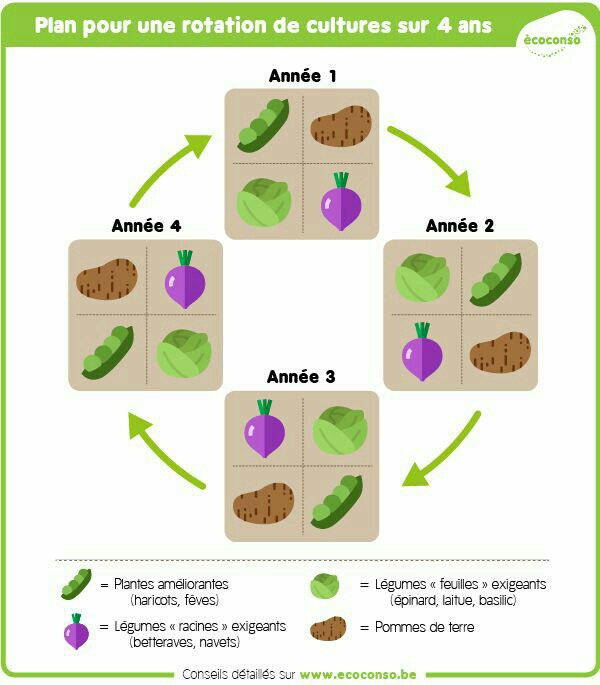 Plan pour une rotation de cultures sur 4 ans
écoconso
Année 1
Année 4
Année 2
Année 3
= Plantes améliorantes
(haricots, fèves)
= Légumes « feuilles » exigeants
(épinard, laitue, basilic)
= Légumes « racines » exigeants
(betteraves, navets)
= Pommes de terre
Conseils détaillés sur www.ecoconso.be